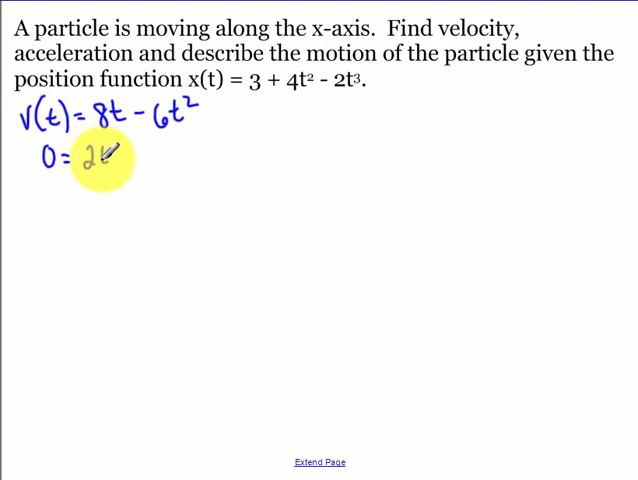 A particle is moving along the x-axis.  Find velocity,
acceleration and describe the motion of the particle given the
position function x(t) = 3 + 4t² - 2t³.
v(t) = 8t - 6t²
0 = 2t
Extend Page